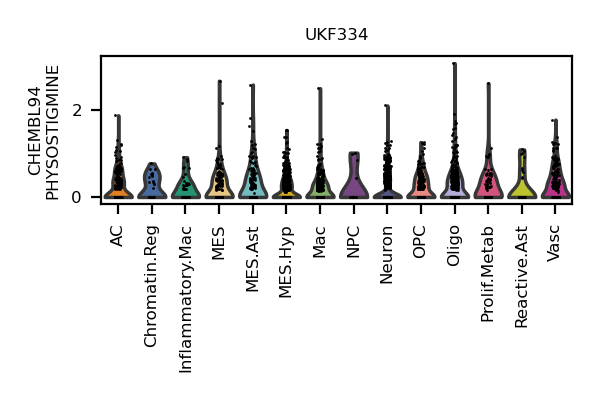 UKF334
CHEMBL94
PHYSOSTIGMINE
2
0
AC
Chromatin.Reg
Inflammatory.Mac
MES
MES.Ast
MES.Hyp
Mac
NPC
Neuron
OPC
Oligo
Prolif.Metab
Reactive.Ast
Vasc